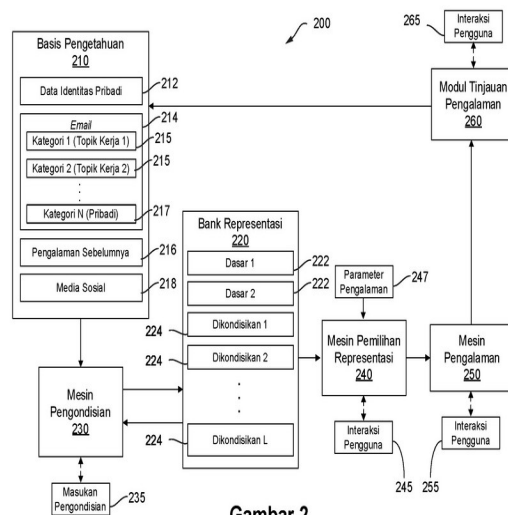 200
Basis Pengetahuan
210
Data Identitas Pribadi
212
Email
214
Kategori 1 (Topik Kerja 1)
215
Kategori 2 (Topik Kerja 2)
215
Kategori N (Pribadi)
217
Pengalaman Sebelumnya
216
Media Sosial
218
Bank Representasi
220
Dasar 1
222
Dasar 2
222
224
Dikondisikan 1
224
Dikondisikan 2
224
Dikondisikan L
Mesin
Pengondisian
230
Masukan
Pengondisian
235
Parameter
Pengalaman
247
Mesin Pemilihan
Representasi
240
Interaksi
Pengguna
245
Mesin
Pengalaman
250
Interaksi
Pengguna
255
265
Interaksi
Pengguna
Modul Tinjauan
Pengalaman
260
Gambar 2